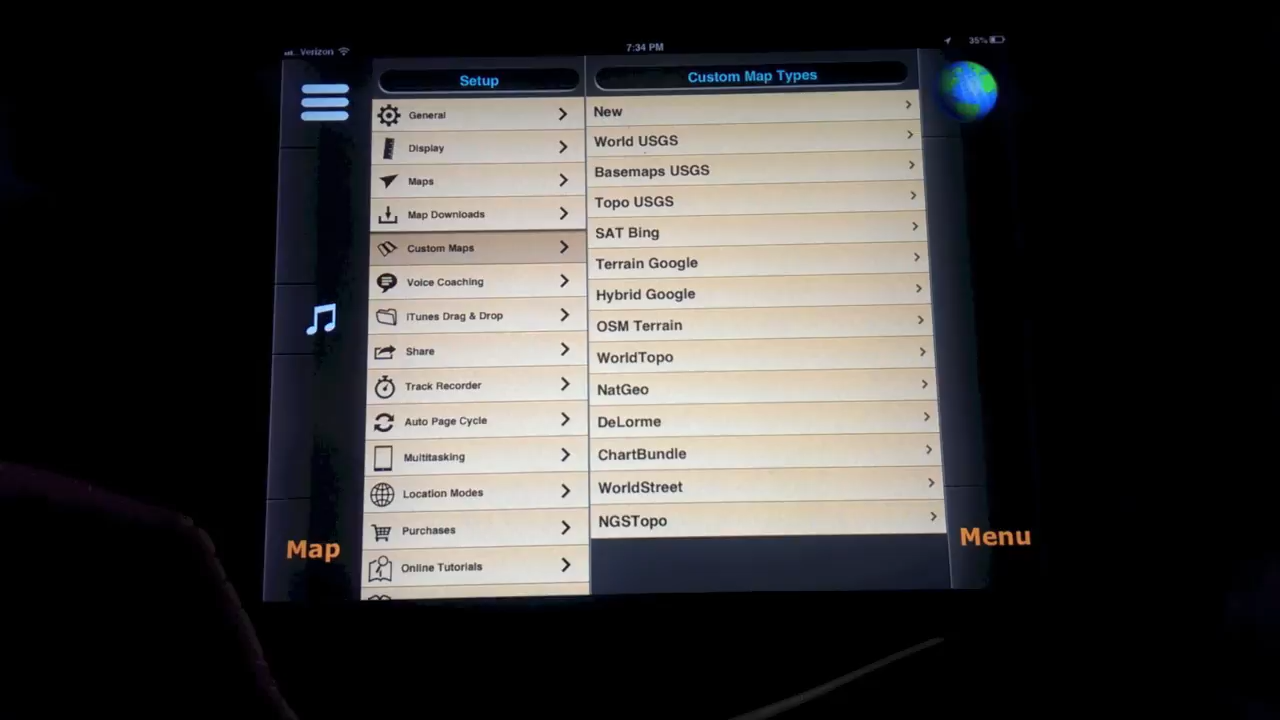 Verizon
7:34 PM
35%
Setup
General
Display
Maps
Map Downloads
Custom Maps
Voice Coaching
iTunes Drag & Drop
Share
Track Recorder
Auto Page Cycle
Multitasking
Location Modes
Purchases
Online Tutorials
Custom Map Types
New
World USGS
Basemaps USGS
Topo USGS
SAT Bing
Terrain Google
Hybrid Google
OSM Terrain
WorldTopo
NatGeo
DeLorme
ChartBundle
WorldStreet
NGSTopo
Map
Menu